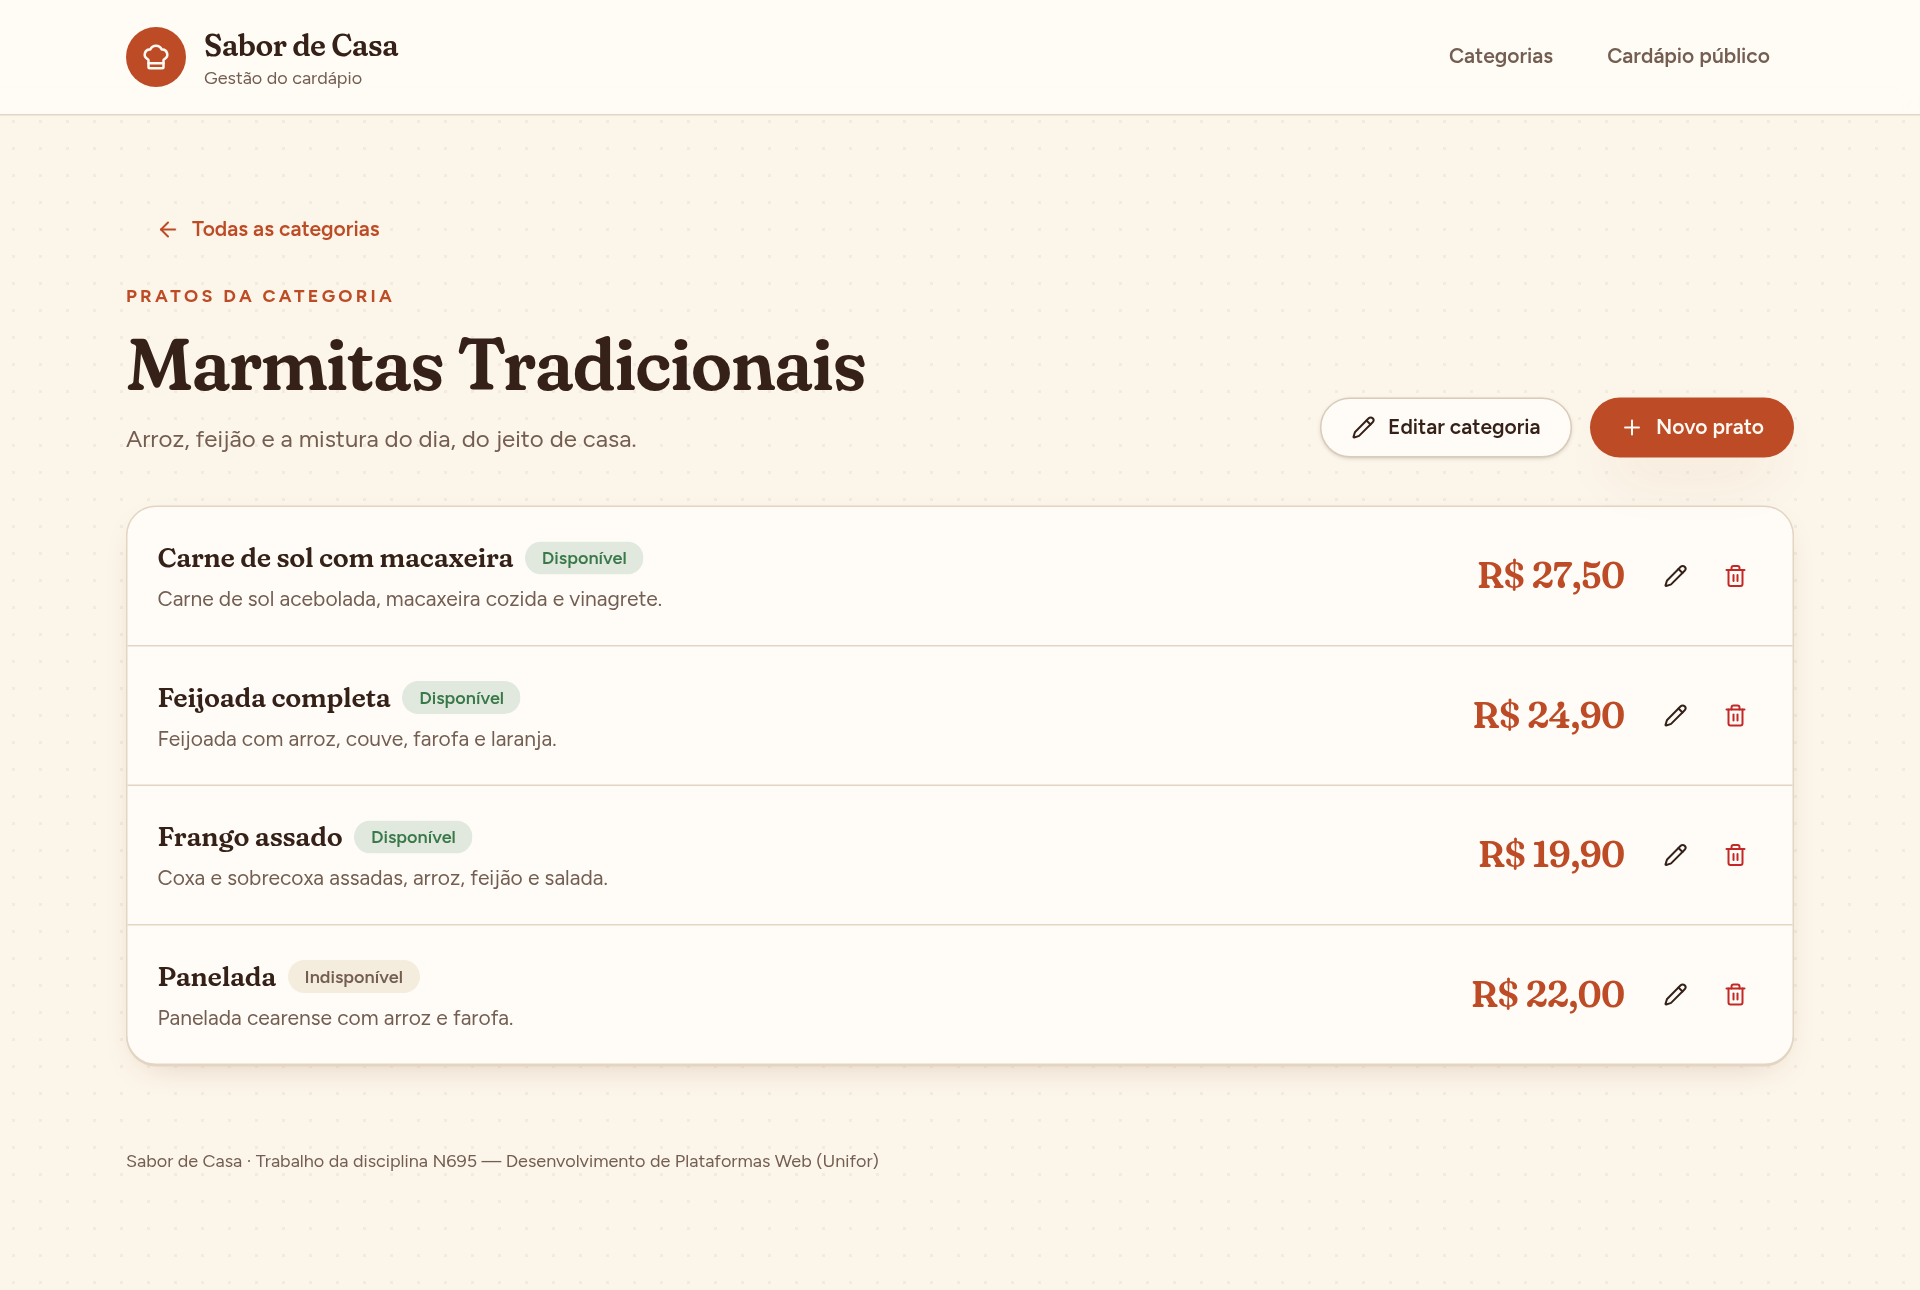 Sabor de Casa
Gestão do cardápio
Categorias
Cardápio público
Todas as categorias
PRATOS DA CATEGORIA
Marmitas Tradicionais
Arroz, feijão e a mistura do dia, do jeito de casa.
Editar categoria
Novo prato
Carne de sol com macaxeira
Disponível
Carne de sol acebolada, macaxeira cozida e vinagrete.
R$ 27,50
Feijoada completa
Disponível
Feijoada com arroz, couve, farofa e laranja.
R$ 24,90
Frango assado
Disponível
Coxa e sobrecoxa assadas, arroz, feijão e salada.
R$ 19,90
Panelada
Indisponível
Panelada cearense com arroz e farofa.
R$ 22,00
Sabor de Casa · Trabalho da disciplina N695 — Desenvolvimento de Plataformas Web (Unifor)